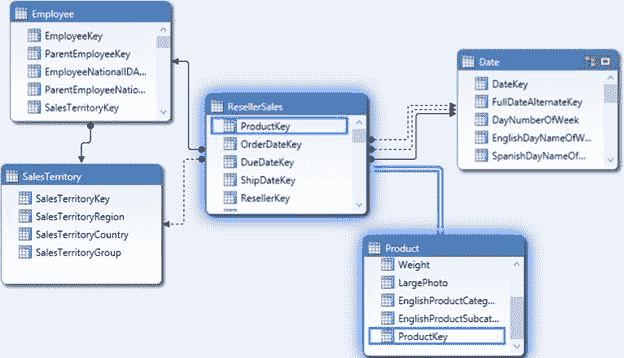 Employee
EmployeeKey
ParentEmployeeKey
EmployeeNationalIDA...
ParentEmployeeNatio...
SalesTerritoryKey
SalesTerritory
SalesTerritoryKey
SalesTerritoryRegion
SalesTerritoryCountry
SalesTerritoryGroup
ResellerSales
ProductKey
OrderDateKey
DueDateKey
ShipDateKey
ResellerKey
Date
DateKey
FullDateAlternateKey
DayNumberOfWeek
EnglishDayNameOfW...
SpanishDayNameOf...
Product
Weight
LargePhoto
EnglishProductCateg...
EnglishProductSubcat...
ProductKey